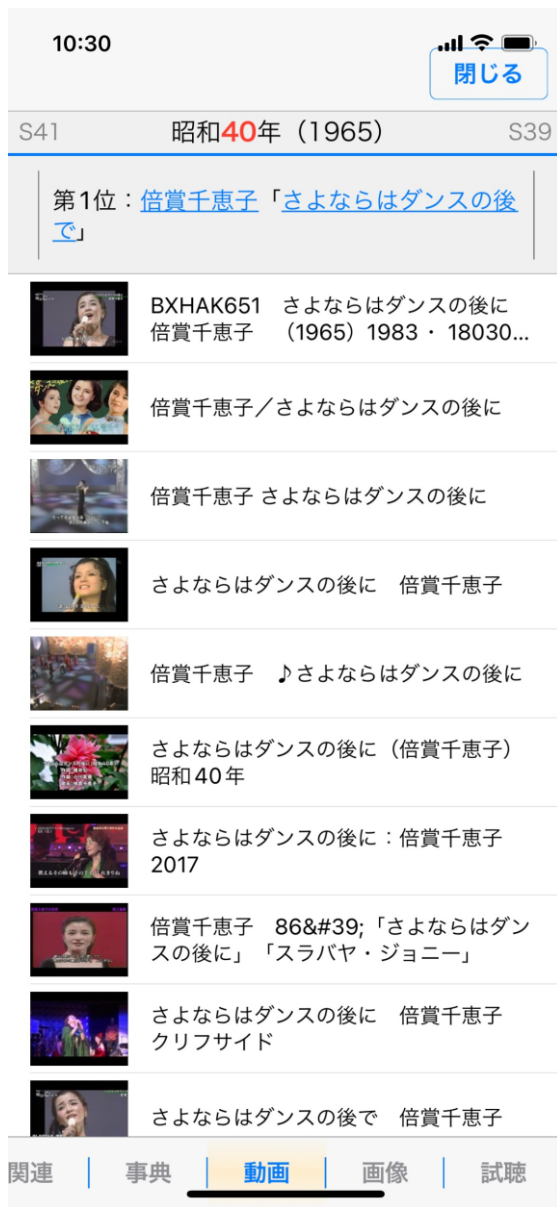 10:30
閉じる
S41 昭和40年（1965） S39
第1位：倍賞千恵子「さよならはダンスの後
で」
BXHAK651　さよならはダンスの後に
倍賞千恵子　（1965）1983・18030...
倍賞千恵子／さよならはダンスの後に
倍賞千恵子 さよならはダンスの後に
さよならはダンスの後に　倍賞千恵子
倍賞千恵子　♪さよならはダンスの後に
さよならはダンスの後に（倍賞千恵子）
昭和40年
さよならはダンスの後に：倍賞千恵子
2017
倍賞千恵子　86&#39;「さよならはダン
スの後に」「スラバヤ・ジョニー」
さよならはダンスの後に　倍賞千恵子
クリフサイド
さよならはダンスの後で　倍賞千恵子
関連 事典 動画 画像 試聴